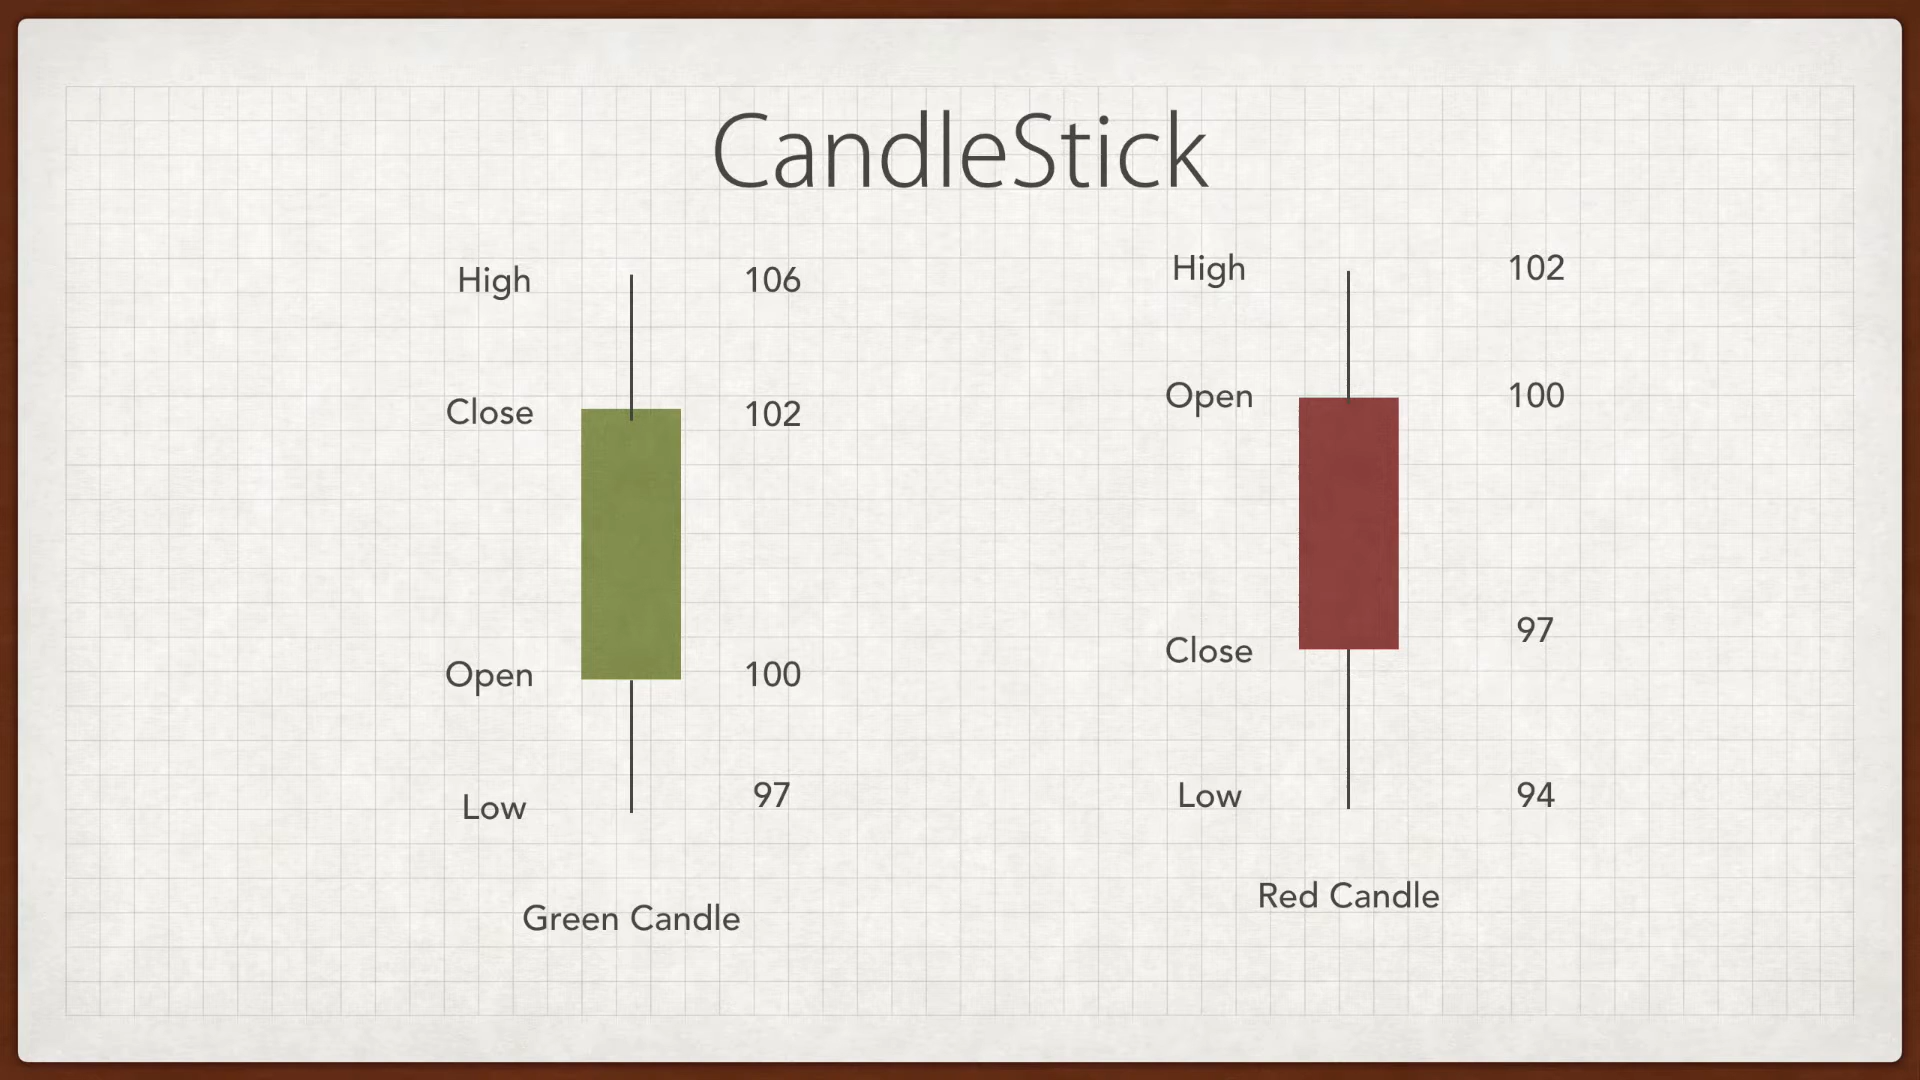 CandleStick
High 106
Close 102
Open 100
Low 97
Green Candle
High 102
Open 100
Close 97
Low 94
Red Candle